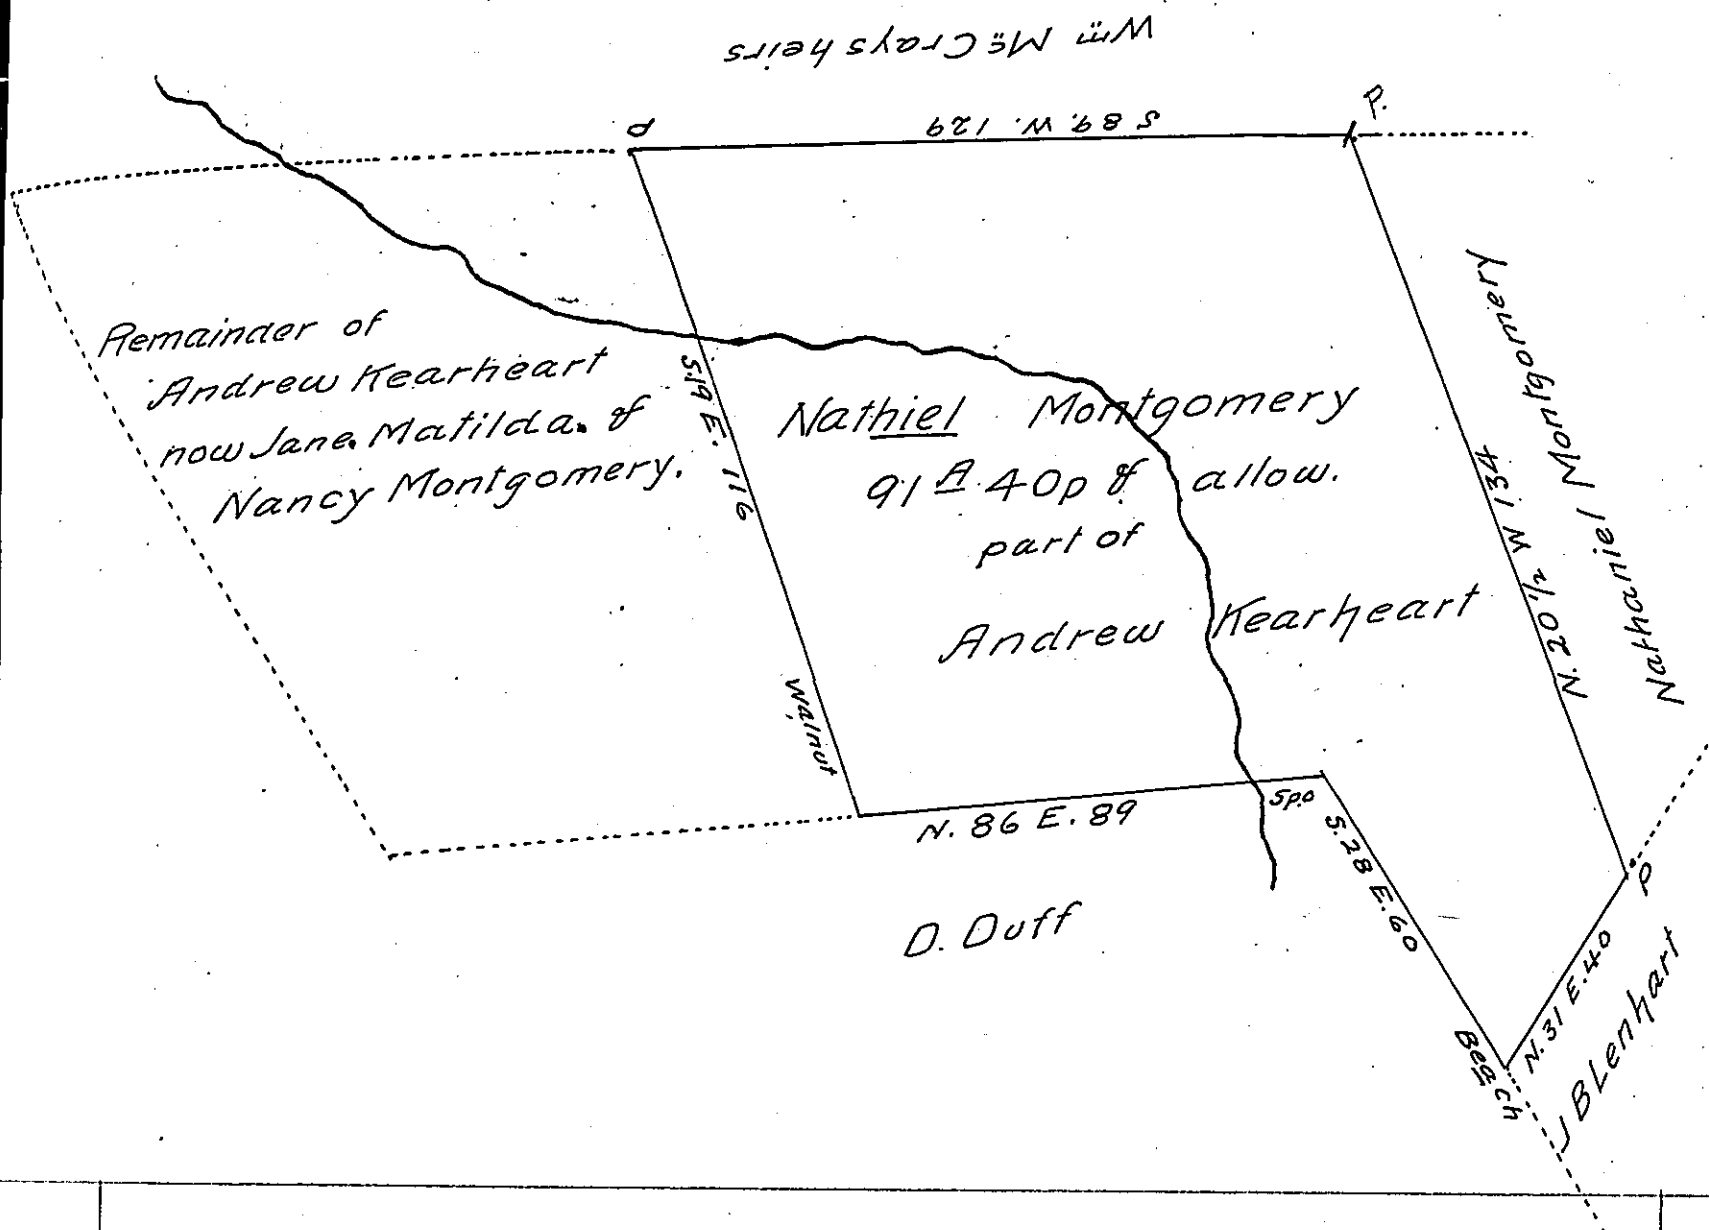 Wm McCrays heirs
P
S 89. W. 129
P.
Remainder of
Andrew Kearheart
now Jane. Matilda. &
Nancy Montgomery.
S.19 E. 116
Walnut
Nathiel Montgomery
91 A 40p & allow.
part of
Andrew Kearheart
N. 20 1/2 W 134
Nathaniel Montgomery
N. 86 E. 89
Sp.o
S.28 E.60
P
D. Duff
N.31 E.40
Beach
J BLenhart